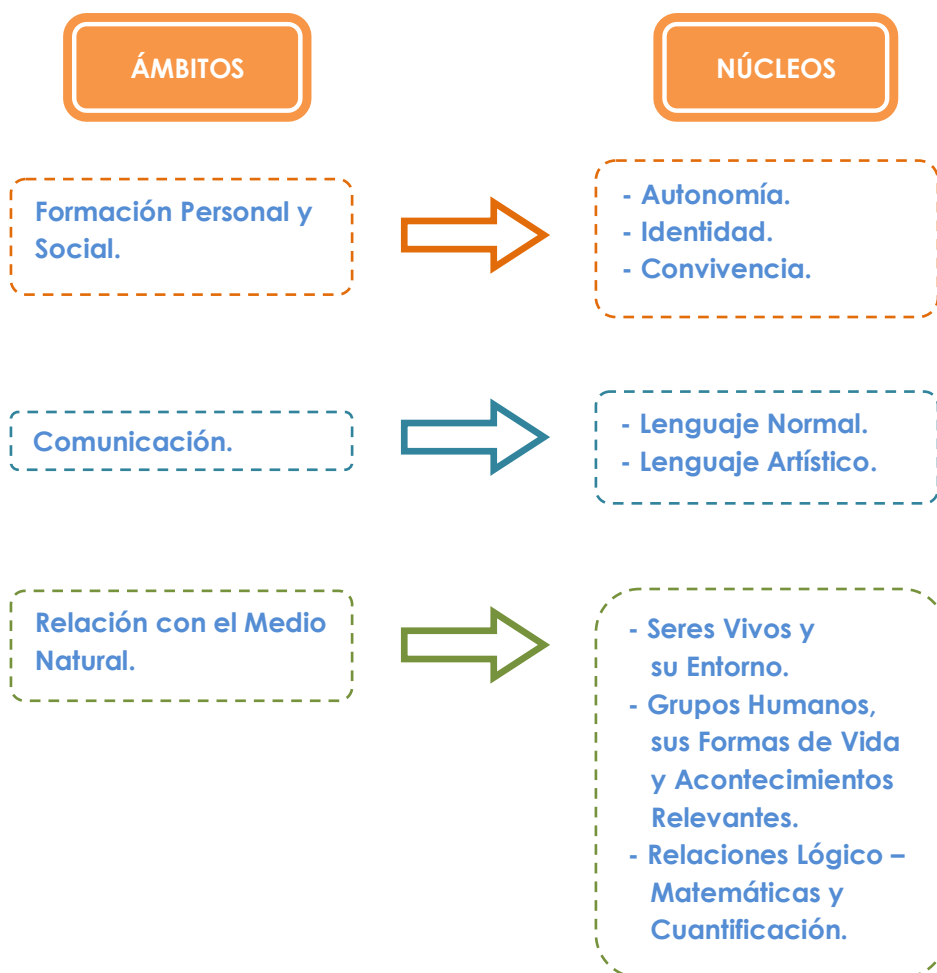 ÁMBITOS
NÚCLEOS
Formación Personal y
Social.
- Autonomía.
- Identidad.
- Convivencia.
Comunicación.
- Lenguaje Normal.
- Lenguaje Artístico.
Relación con el Medio
Natural.
- Seres Vivos y
su Entorno.
- Grupos Humanos,
sus Formas de Vida
y Acontecimientos
Relevantes.
- Relaciones Lógico –
Matemáticas y
Cuantificación.